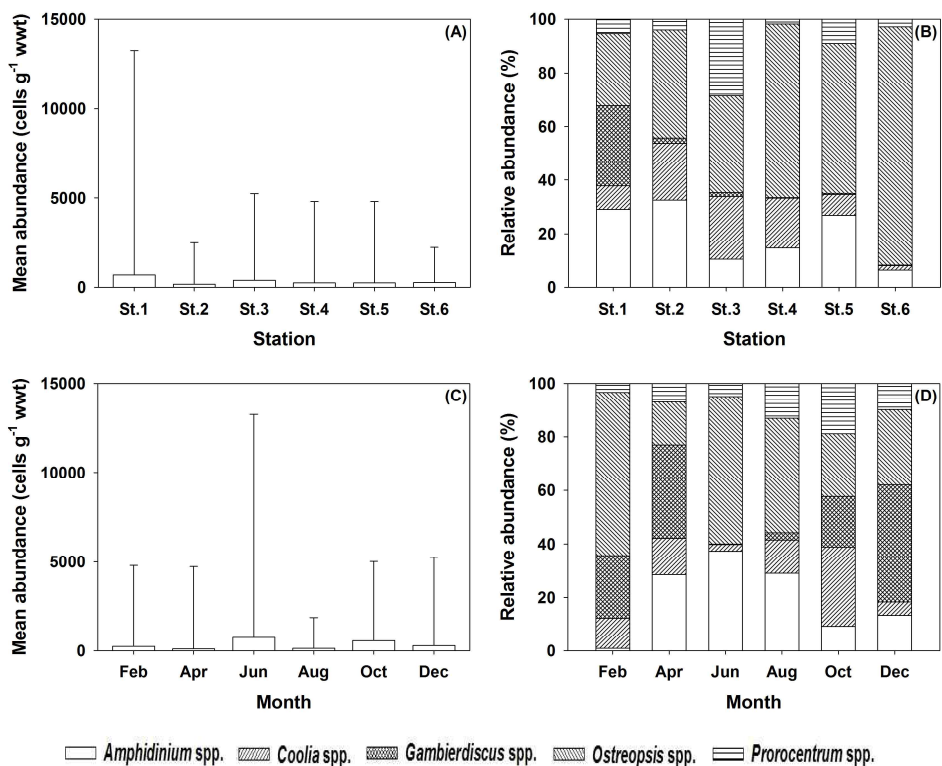 (A)
Mean abundance (cells g⁻¹ wwt)
15000
10000
5000
0
St.1 St.2 St.3 St.4 St.5 St.6
Station
(B)
Relative abundance (%)
100
80
60
40
20
0
St.1 St.2 St.3 St.4 St.5 St.6
Station
(C)
Mean abundance (cells g⁻¹ wwt)
15000
10000
5000
0
Feb Apr Jun Aug Oct Dec
Month
(D)
Relative abundance (%)
100
80
60
40
20
0
Feb Apr Jun Aug Oct Dec
Month
Amphidinium spp. Coolia spp. Gambierdiscus spp. Ostreopsis spp. Prorocentrum spp.